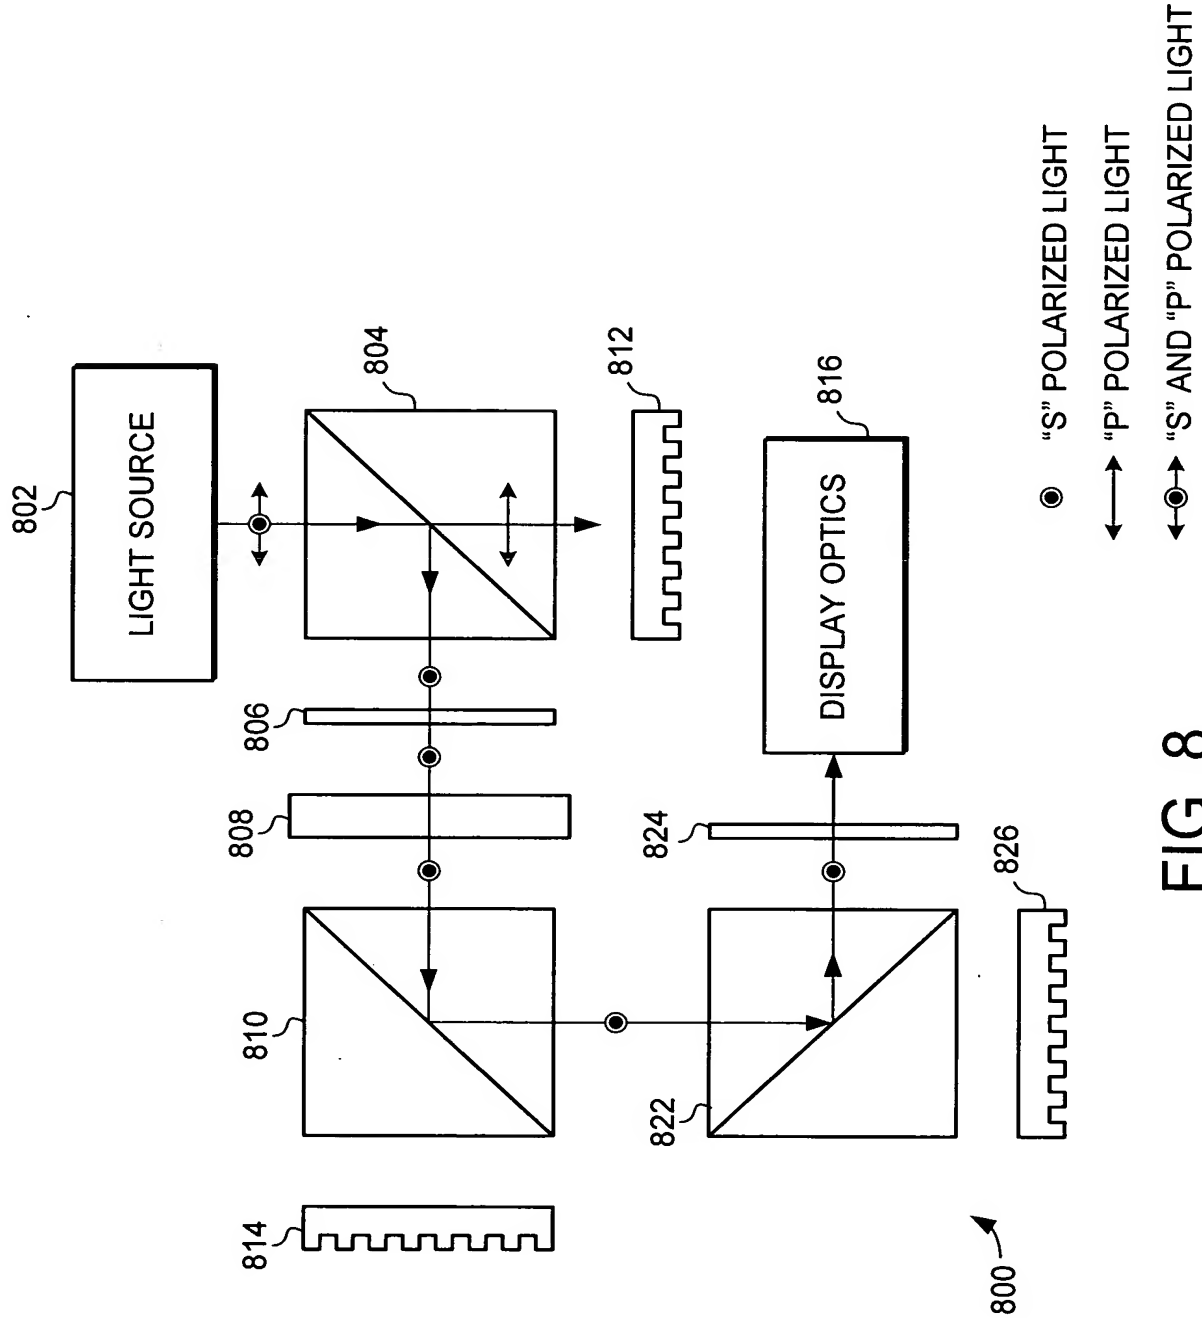 802
LIGHT SOURCE
804
806
808
810
812
814
816
DISPLAY OPTICS
822
824
826
800
"S" POLARIZED LIGHT
"P" POLARIZED LIGHT
"S" AND "P" POLARIZED LIGHT
FIG 8